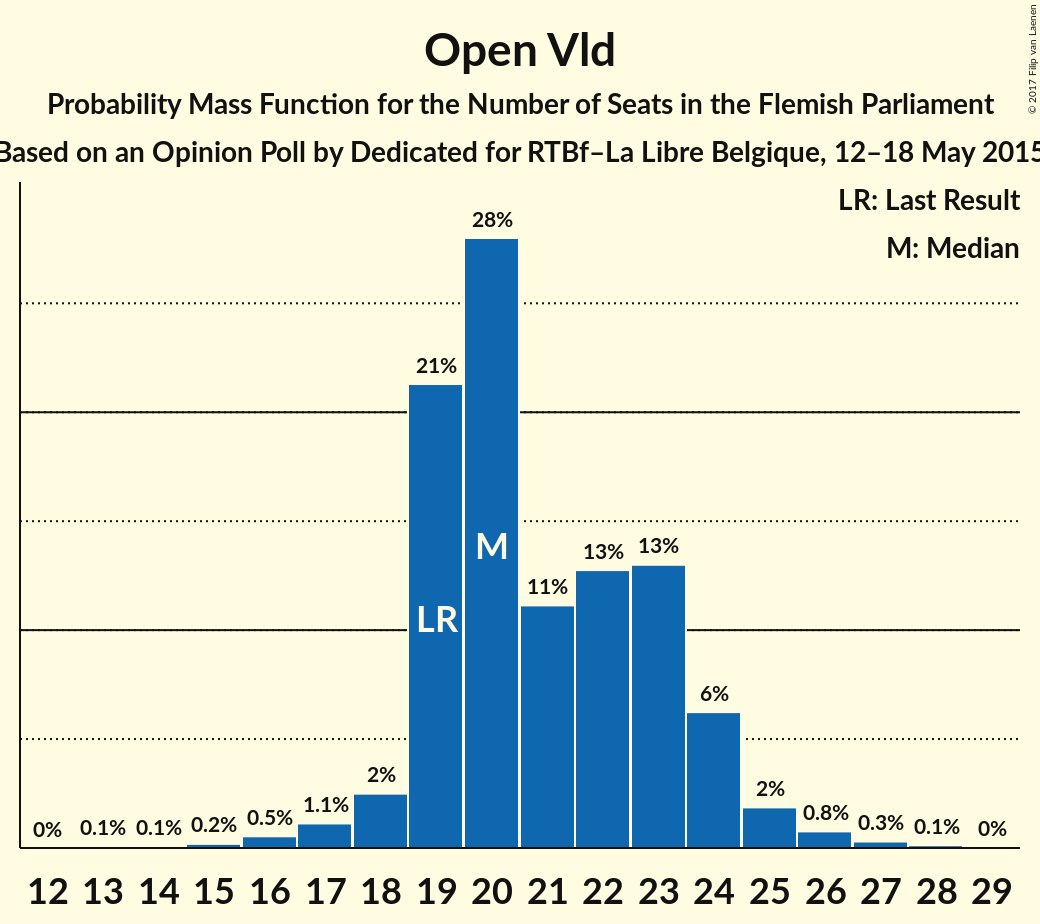 Open Vld
Probability Mass Function for the Number of Seats in the Flemish Parliament
Based on an Opinion Poll by Dedicated for RTBf–La Libre Belgique, 12–18 May 2015
© 2017 Filip van Laenen
LR: Last Result
M: Median
0% 0.1% 0.1% 0.2% 0.5% 1.1% 2% 21% 28% 11% 13% 13% 6% 2% 0.8% 0.3% 0.1% 0%
LR M
12 13 14 15 16 17 18 19 20 21 22 23 24 25 26 27 28 29